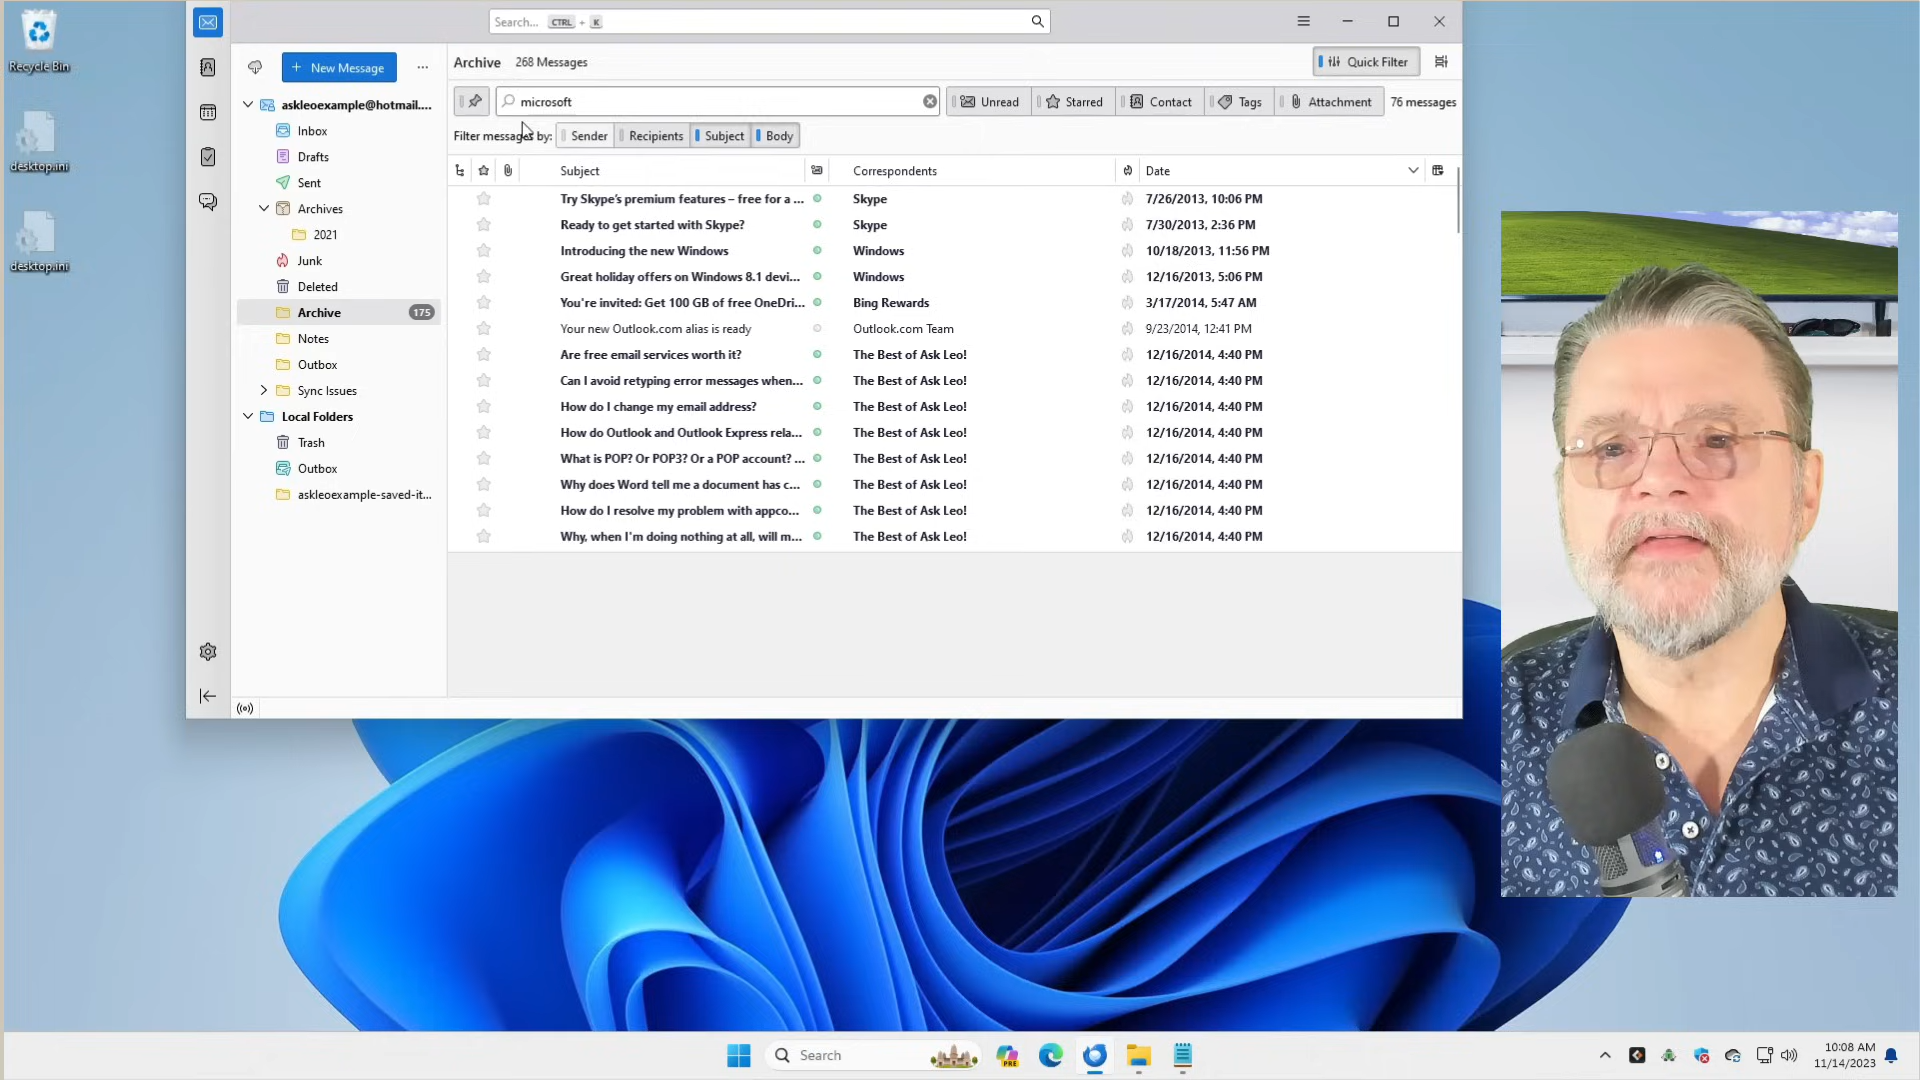 Recycle Bin
desktop.ini
desktop.ini
Search... CTRL + K
New Message
askleoexample@hotmail....
Inbox
Drafts
Sent
Archives
2021
Junk
Deleted
Archive 175
Notes
Outbox
Sync Issues
Local Folders
Trash
Outbox
askleoexample-saved-it...
Archive 268 Messages Quick Filter
microsoft Unread Starred Contact Tags Attachment 76 messages
Filter messages by: Sender Recipients Subject Body
Subject Correspondents Date
Try Skype's premium features – free for a ... Skype 7/26/2013, 10:06 PM
Ready to get started with Skype? Skype 7/30/2013, 2:36 PM
Introducing the new Windows Windows 10/18/2013, 11:56 PM
Great holiday offers on Windows 8.1 devi... Windows 12/16/2013, 5:06 PM
You're invited: Get 100 GB of free OneDri... Bing Rewards 3/17/2014, 5:47 AM
Your new Outlook.com alias is ready Outlook.com Team 9/23/2014, 12:41 PM
Are free email services worth it? The Best of Ask Leo! 12/16/2014, 4:40 PM
Can I avoid retyping error messages when... The Best of Ask Leo! 12/16/2014, 4:40 PM
How do I change my email address? The Best of Ask Leo! 12/16/2014, 4:40 PM
How do Outlook and Outlook Express rela... The Best of Ask Leo! 12/16/2014, 4:40 PM
What is POP? Or POP3? Or a POP account? ... The Best of Ask Leo! 12/16/2014, 4:40 PM
Why does Word tell me a document has c... The Best of Ask Leo! 12/16/2014, 4:40 PM
How do I resolve my problem with appco... The Best of Ask Leo! 12/16/2014, 4:40 PM
Why, when I'm doing nothing at all, will m... The Best of Ask Leo! 12/16/2014, 4:40 PM
Search
PRE
10:08 AM
11/14/2023